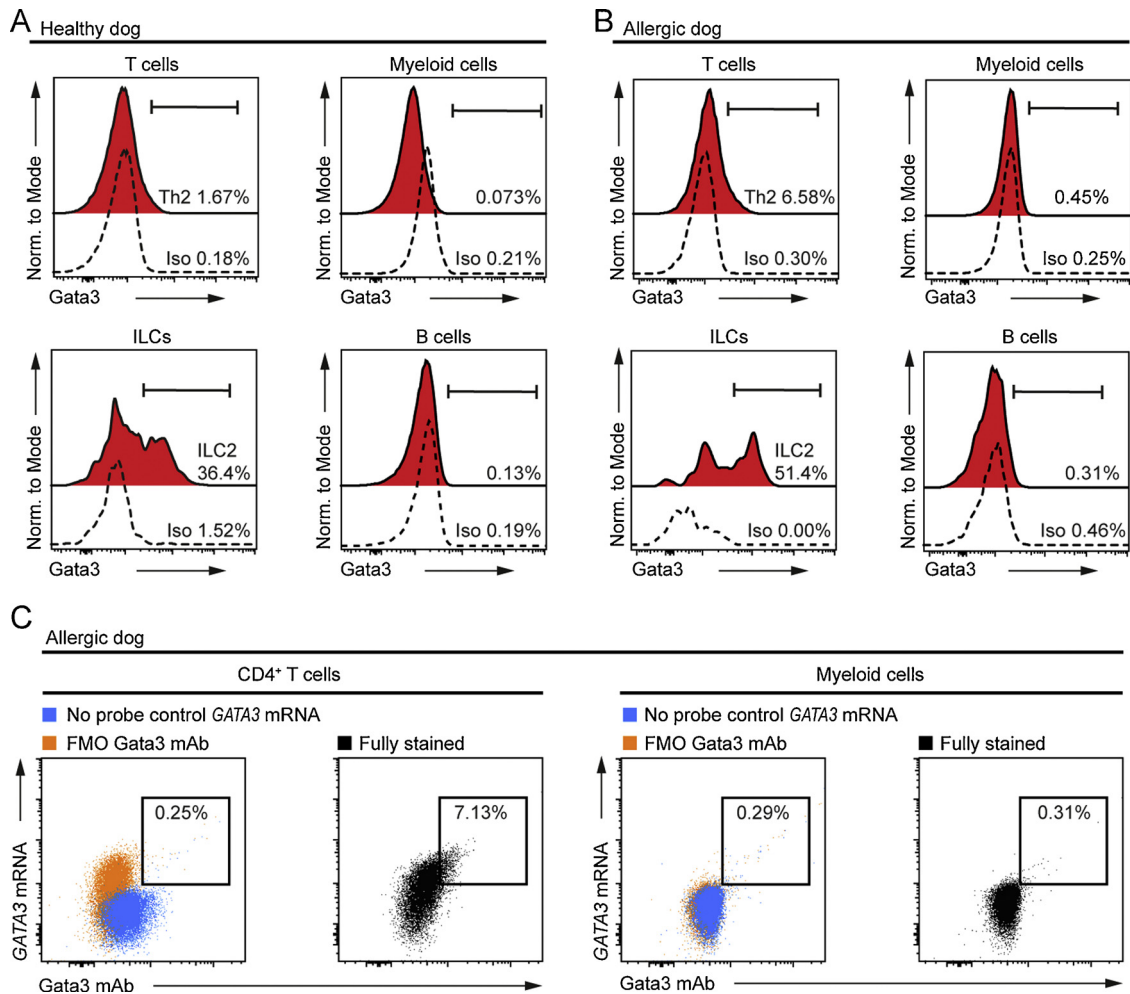 A
Healthy dog
T cells
Norm. to Mode
Th2 1.67%
Iso 0.18%
Gata3
Myeloid cells
Norm. to Mode
0.073%
Iso 0.21%
Gata3
ILCs
Norm. to Mode
ILC2
36.4%
Iso 1.52%
Gata3
B cells
Norm. to Mode
0.13%
Iso 0.19%
Gata3
B
Allergic dog
T cells
Norm. to Mode
Th2 6.58%
Iso 0.30%
Gata3
Myeloid cells
Norm. to Mode
0.45%
Iso 0.25%
Gata3
ILCs
Norm. to Mode
ILC2
51.4%
Iso 0.00%
Gata3
B cells
Norm. to Mode
0.31%
Iso 0.46%
Gata3
C
Allergic dog
CD4⁺ T cells
No probe control GATA3 mRNA
FMO Gata3 mAb
Fully stained
GATA3 mRNA
0.25%
7.13%
Gata3 mAb
Myeloid cells
No probe control GATA3 mRNA
FMO Gata3 mAb
Fully stained
GATA3 mRNA
0.29%
0.31%
Gata3 mAb